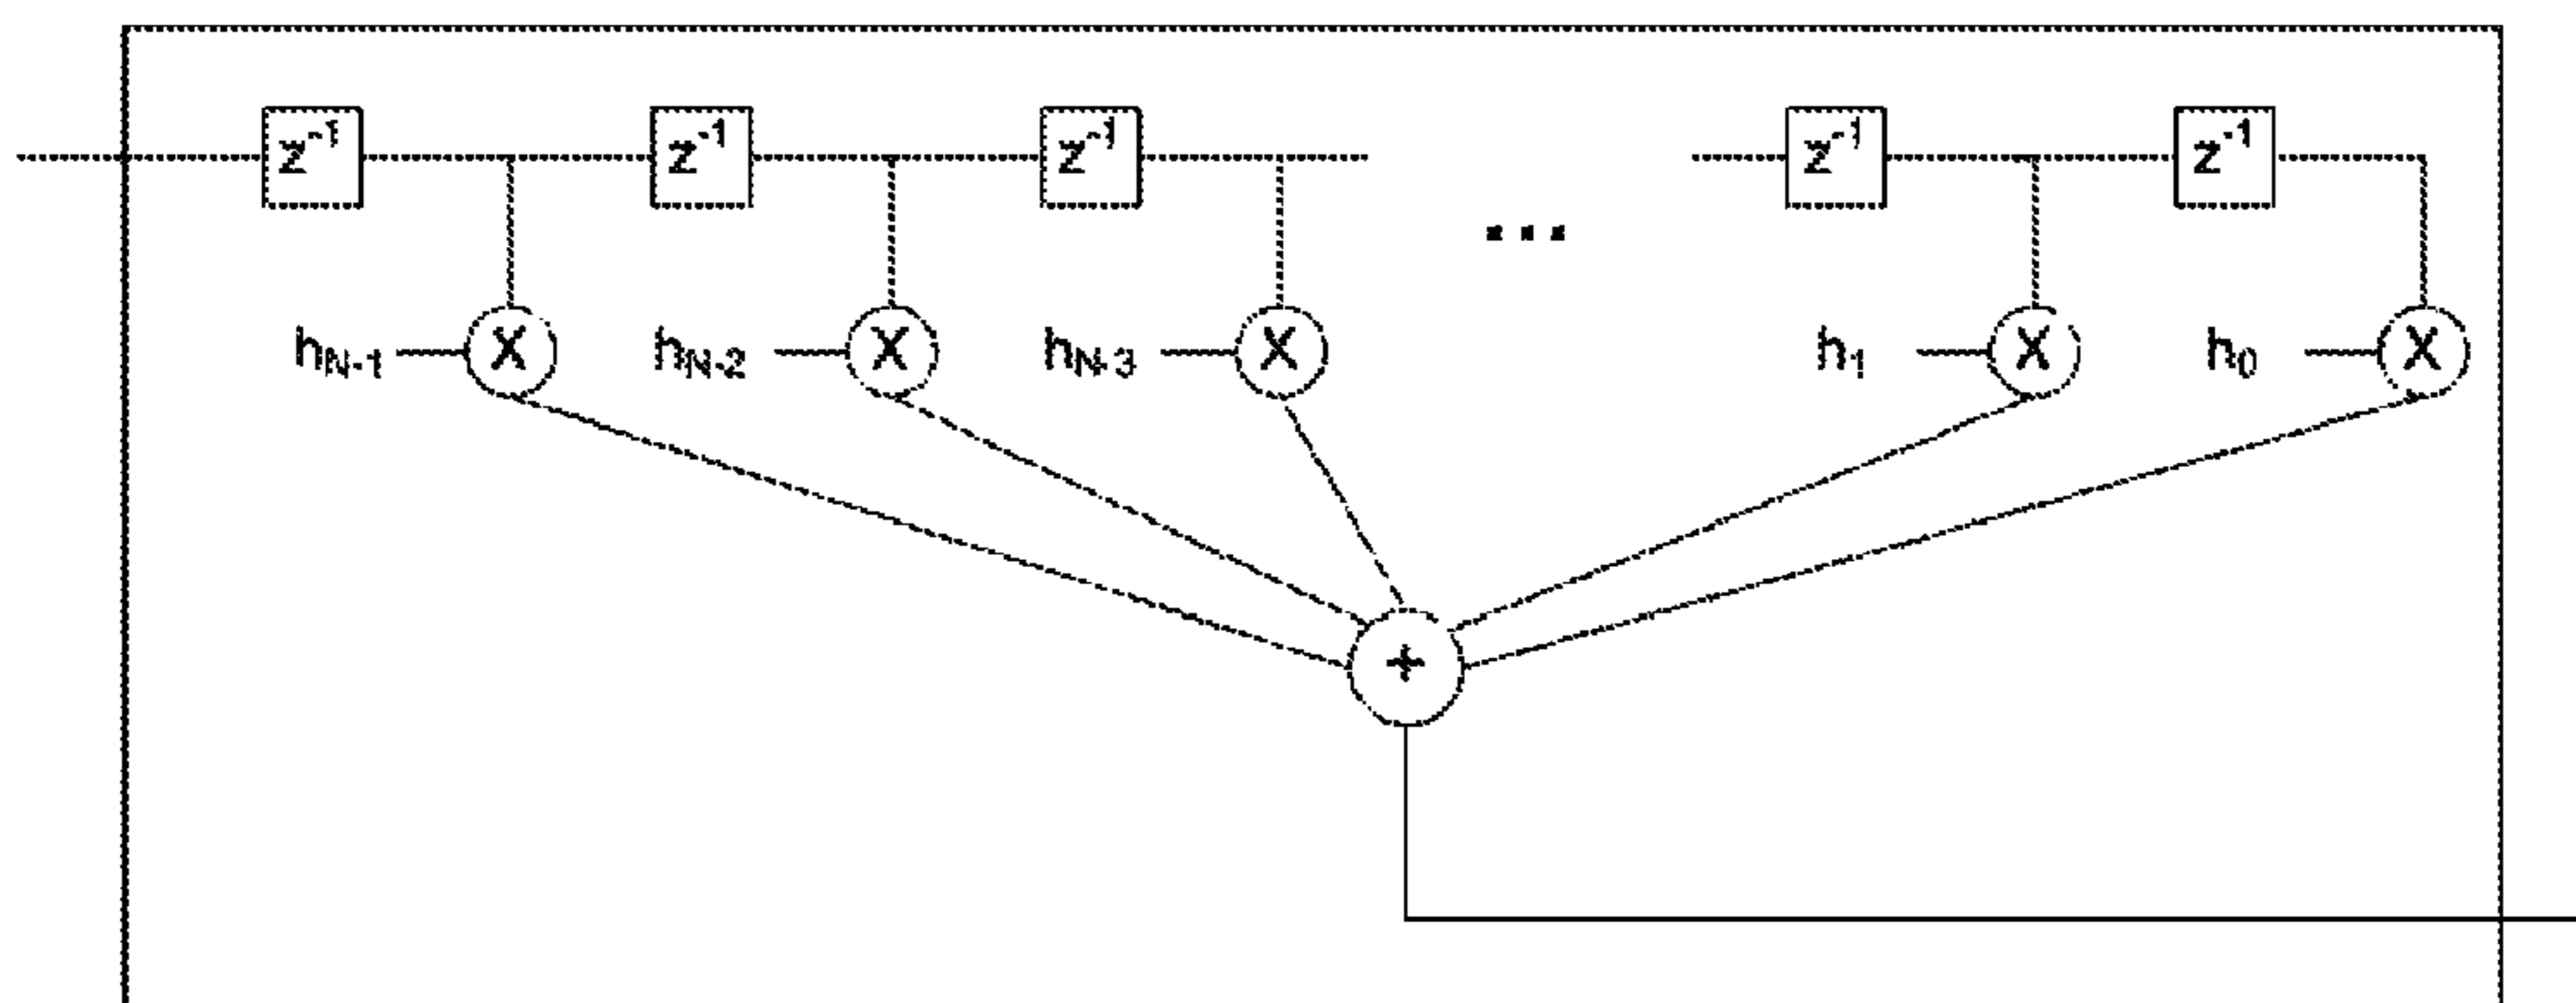 z⁻¹ z⁻¹ z⁻¹ z⁻¹ z⁻¹
...
h_{N-1} X h_{N-2} X h_{N-3} X h_1 X h_0 X
+